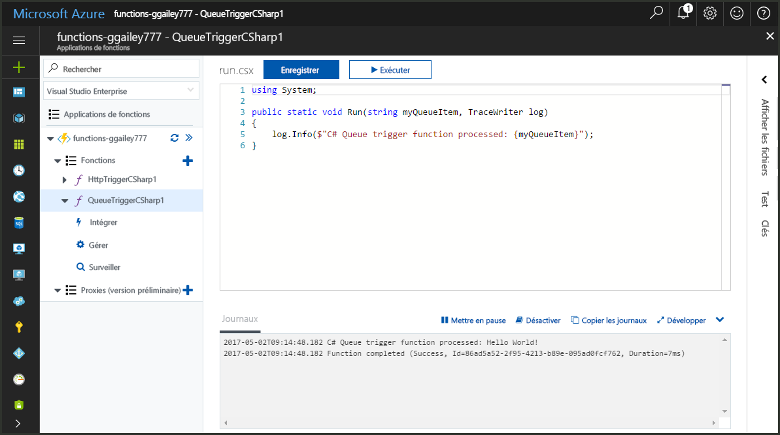 Microsoft Azure functions-ggailey777 - QueueTriggerCSharp1
1
functions-ggailey777 - QueueTriggerCSharp1
Applications de fonctions
Rechercher
Visual Studio Enterprise
Applications de fonctions
functions-ggailey777
Fonctions
HttpTriggerCSharp1
QueueTriggerCSharp1
Intégrer
Gérer
Surveiller
Proxies (version préliminaire)
run.csx Enregistrer Exécuter
1 using System;
2
3 public static void Run(string myQueueItem, TraceWriter log)
4 {
5 log.Info($"C# Queue trigger function processed: {myQueueItem}");
6 }
Journaux Mettre en pause Désactiver Copier les journaux Développer
2017-05-02T09:14:48.182 C# Queue trigger function processed: Hello World!
2017-05-02T09:14:48.182 Function completed (Success, Id=86ad5a52-2f95-4213-b89e-095ad0fcf762, Duration=7ms)
Afficher les fichiers
Test
Clés